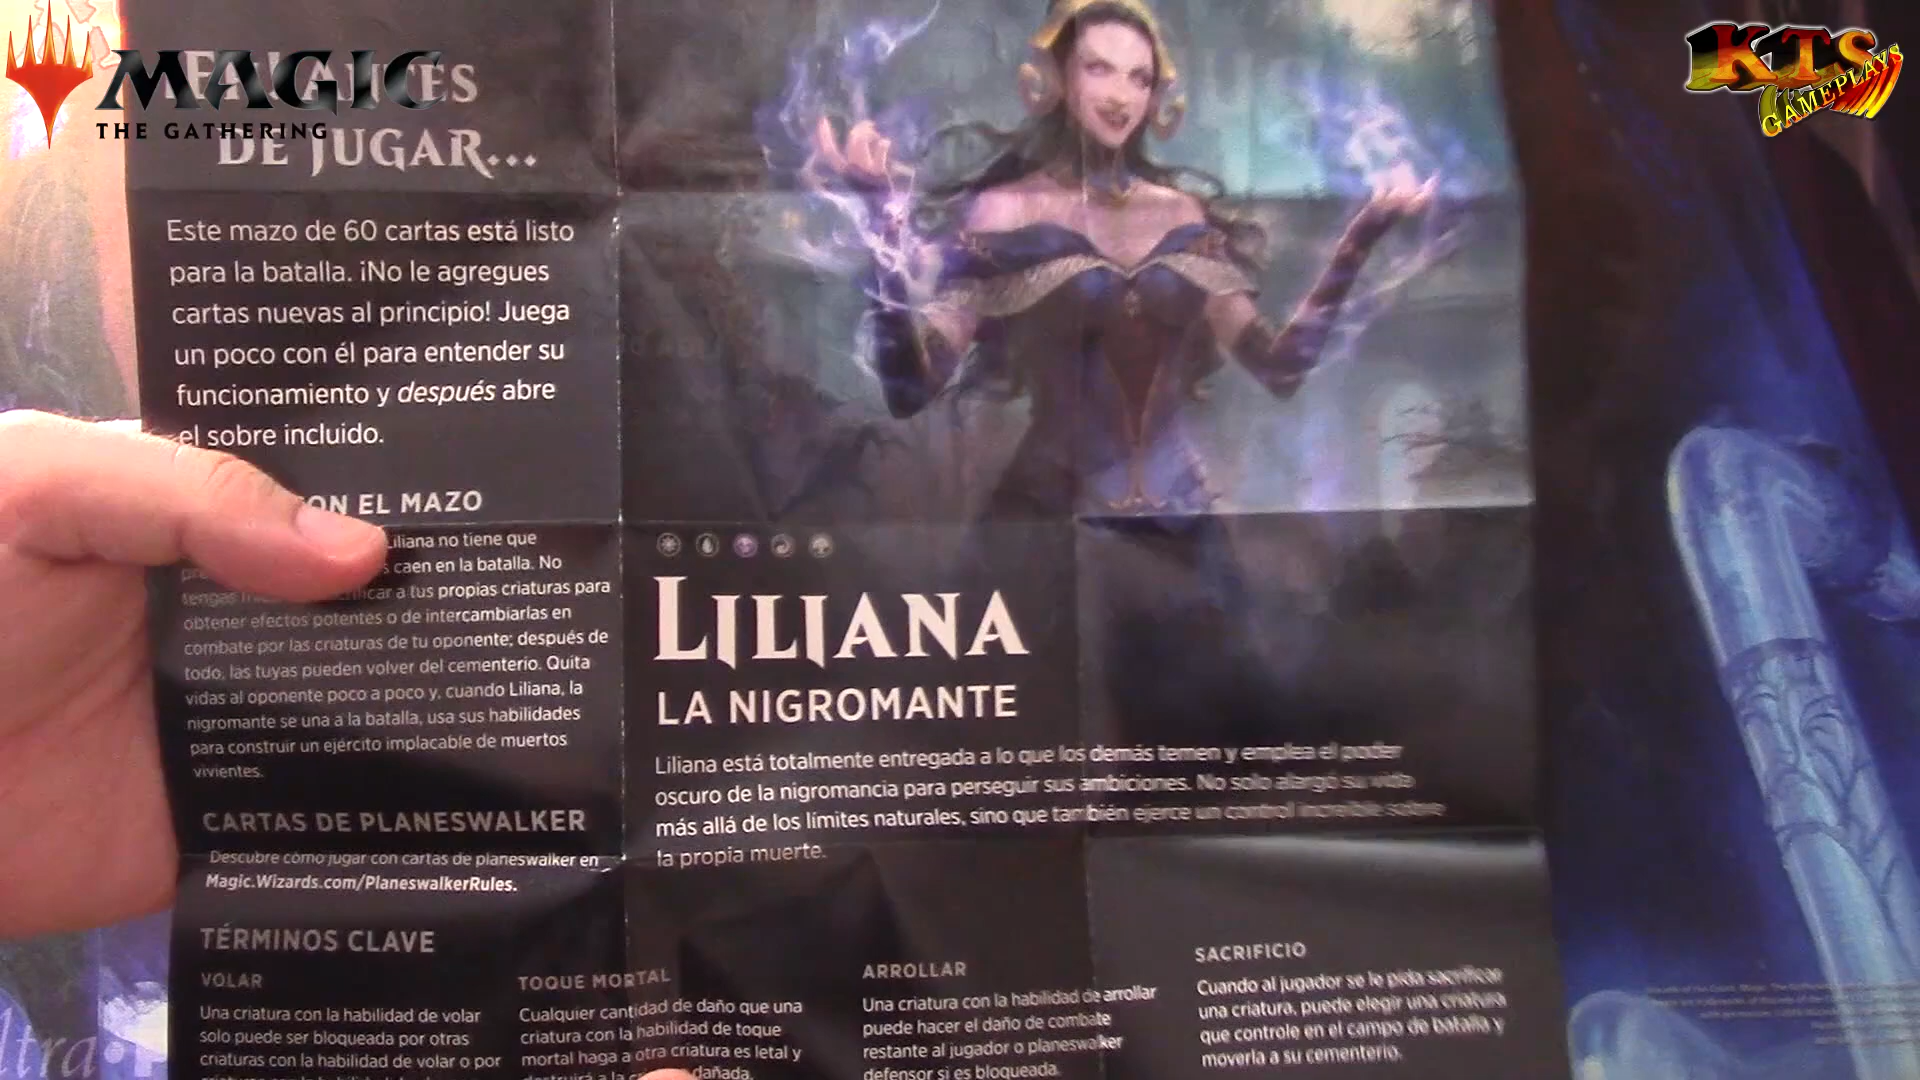 MAGIC
THE GATHERING
KTS
GAMEPLAYS
ANTES
DE JUGAR...
Este mazo de 60 cartas está listo
para la batalla. ¡No le agregues
cartas nuevas al principio! Juega
un poco con él para entender su
funcionamiento y después abre
el sobre incluido.
ON EL MAZO
Liliana no tiene que
caen en la batalla. No
tengas a tus propias criaturas para
obtener efectos potentes o de intercambiarlas en
combate por las criaturas de tu oponente; después de
todo, las tuyas pueden volver del cementerio. Quita
vidas al oponente poco a poco y, cuando Liliana, la
nigromante se una a la batalla, usa sus habilidades
para construir un ejército implacable de muertos
vivientes.
CARTAS DE PLANESWALKER
Descubre cómo jugar con cartas de planeswalker en
Magic.Wizards.com/PlaneswalkerRules.
LILIANA
LA NIGROMANTE
Liliana está totalmente entregada a lo que los demás temen y emplea el poder
oscuro de la nigromancia para perseguir sus ambiciones. No solo alargó su vida
más allá de los límites naturales, sino que también ejerce un control increíble sobre
la propia muerte.
TÉRMINOS CLAVE
VOLAR
Una criatura con la habilidad de volar
solo puede ser bloqueada por otras
criaturas con la habilidad de volar o por
TOQUE MORTAL
Cualquier cantidad de daño que una
criatura con la habilidad de toque
mortal haga a otra criatura es letal y
destruirá a la dañada.
ARROLLAR
Una criatura con la habilidad de arrollar
puede hacer el daño de combate
restante al jugador o planeswalker
defensor si es bloqueada.
SACRIFICIO
Cuando al jugador se le pida sacrificar
una criatura, puede elegir una criatura
que controle en el campo de batalla y
moverla a su cementerio.
ltra